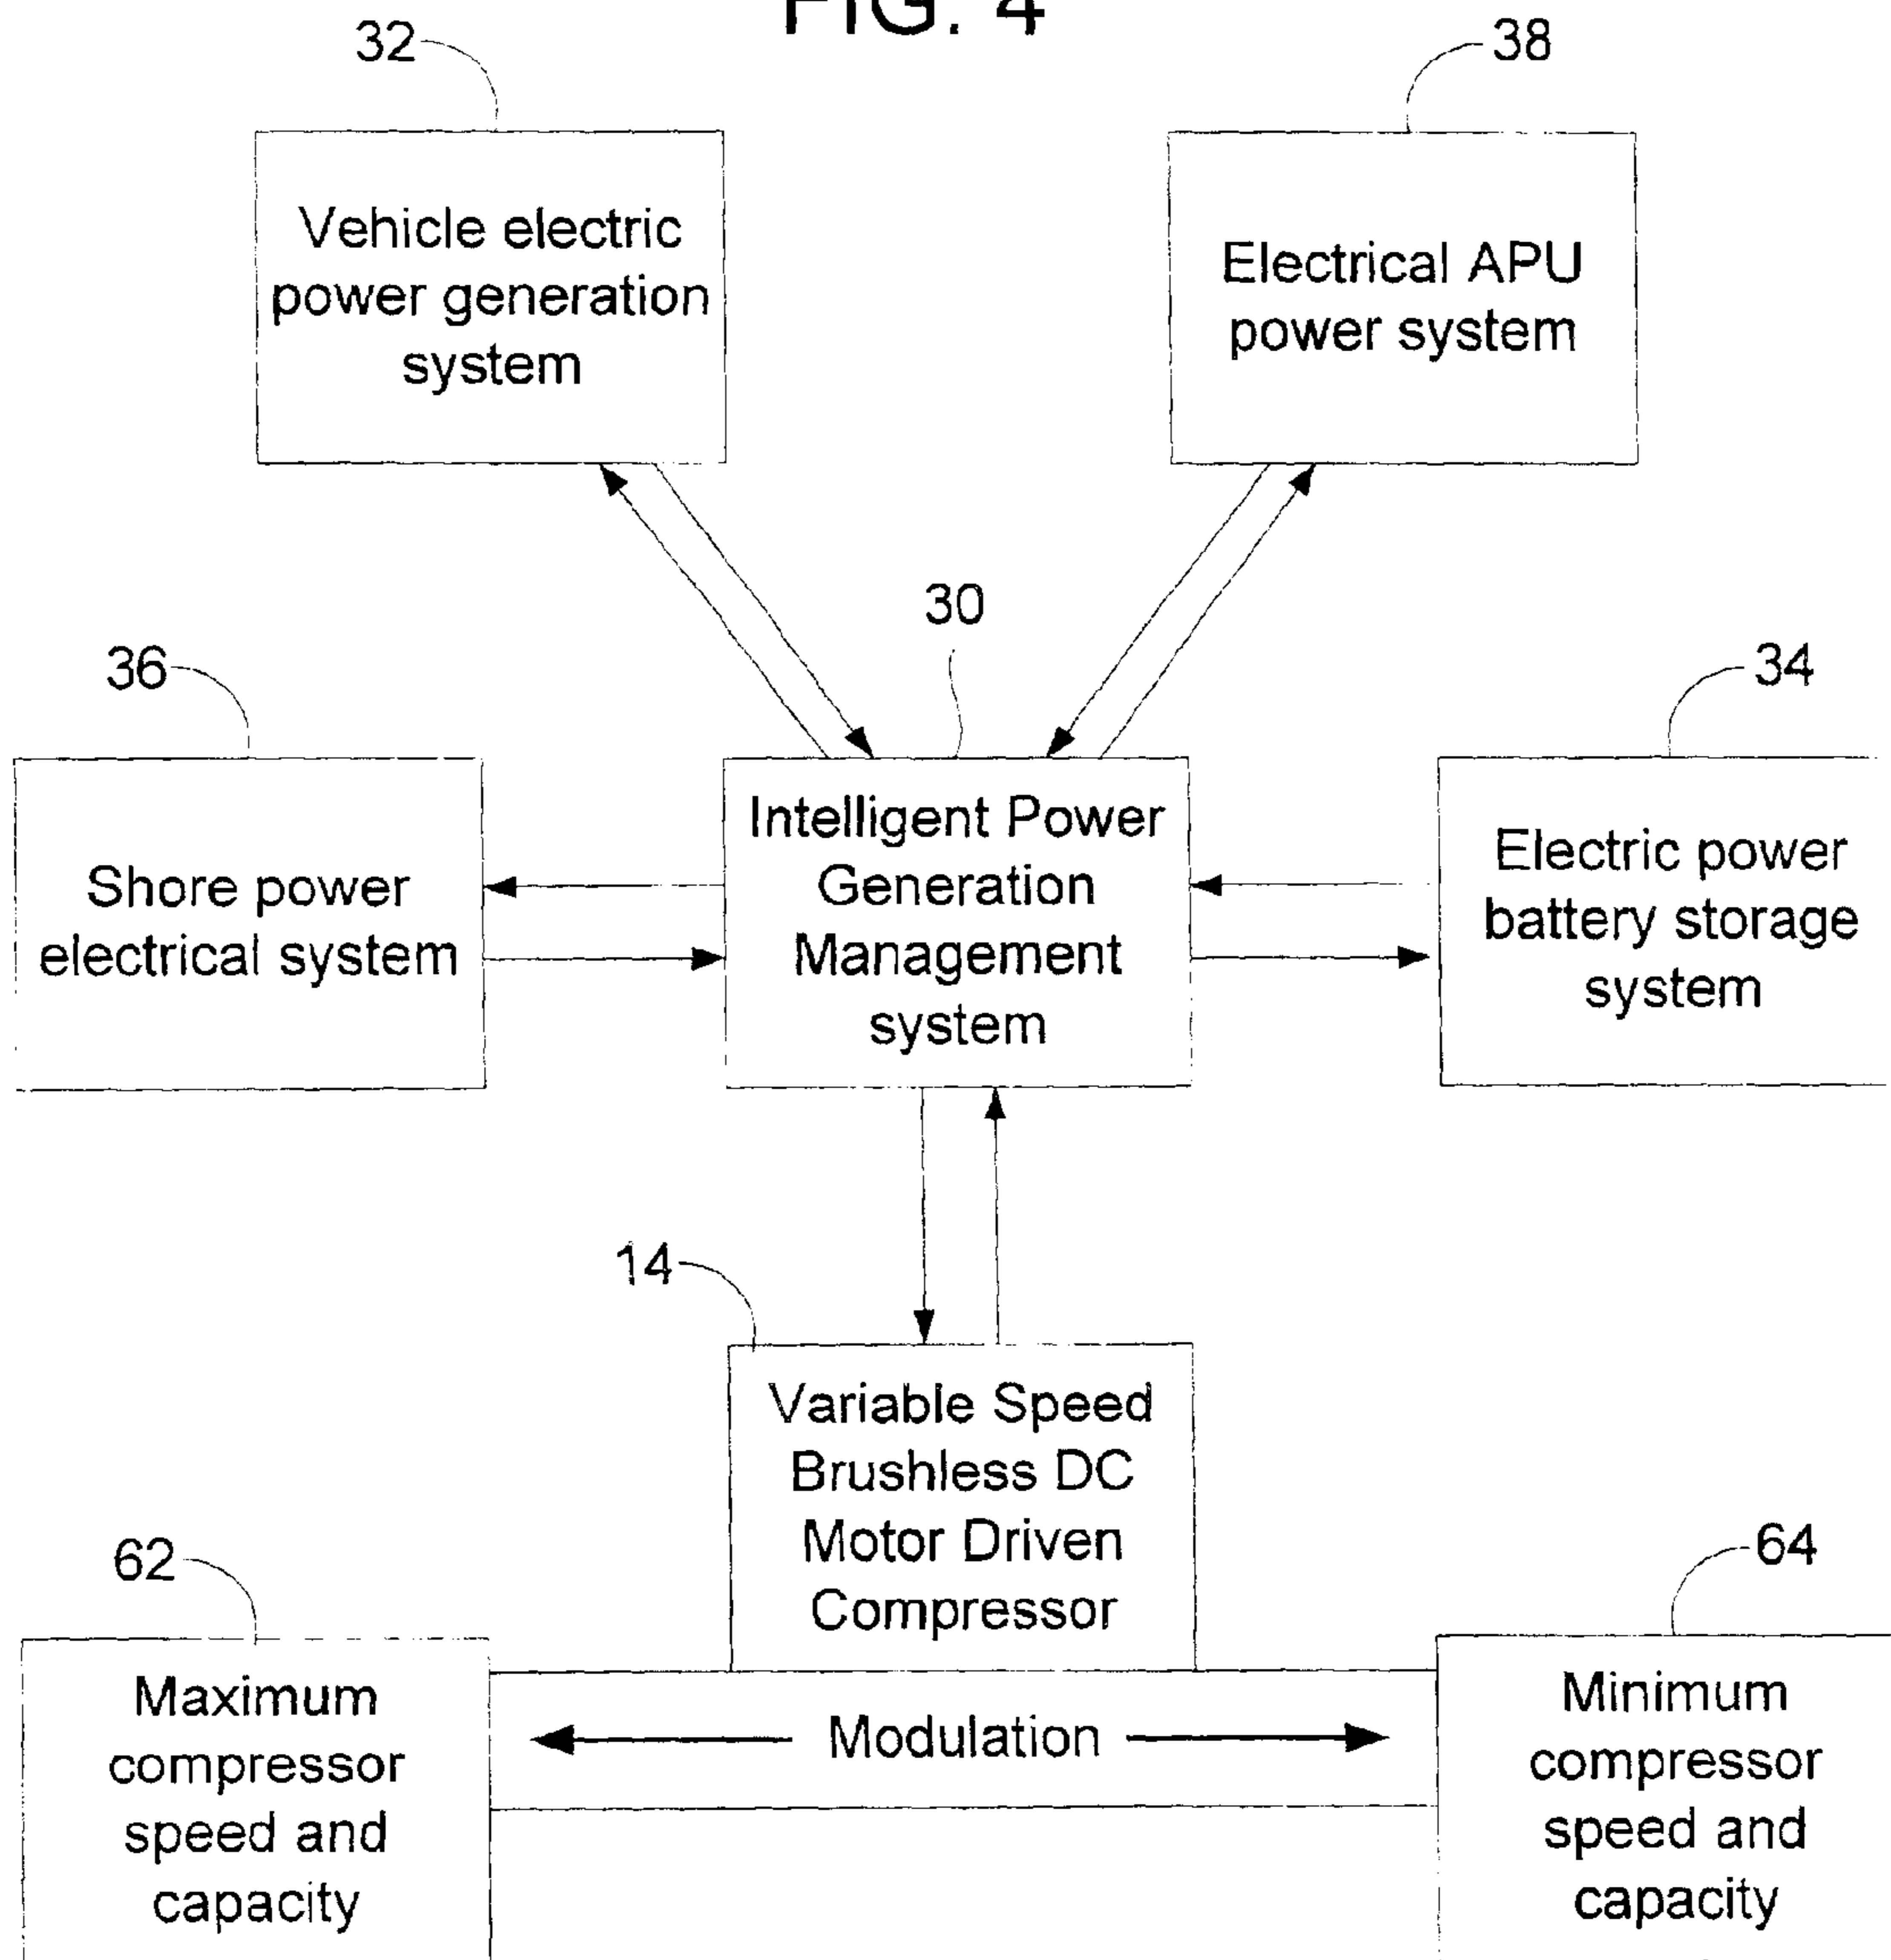 FIG. 4
32
38
Vehicle electric
power generation
system
Electrical APU
power system
30
36
34
Shore power
electrical system
Intelligent Power
Generation
Management
system
Electric power
battery storage
system
14
Variable Speed
Brushless DC
Motor Driven
Compressor
62
64
Maximum
compressor
speed and
capacity
Modulation
Minimum
compressor
speed and
capacity